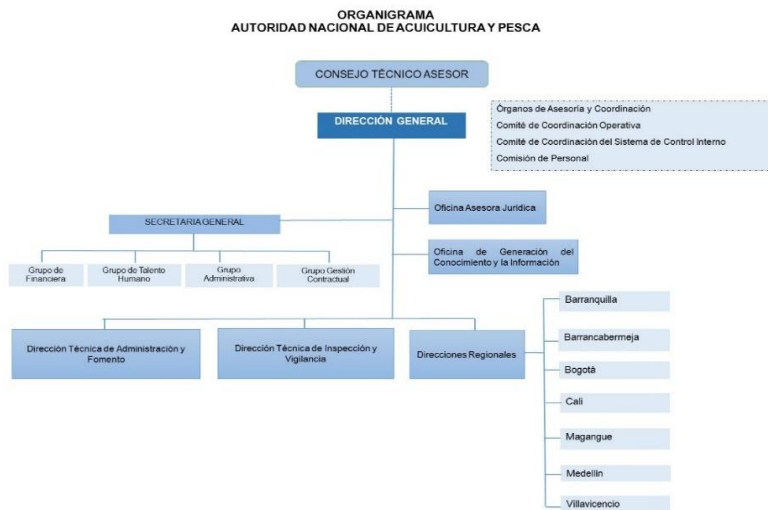 ORGANIGRAMA
AUTORIDAD NACIONAL DE ACUICULTURA Y PESCA
CONSEJO TÉCNICO ASESOR
DIRECCIÓN GENERAL
Órganos de Asesoría y Coordinación
Comité de Coordinación Operativa
Comité de Coordinación del Sistema de Control Interno
Comisión de Personal
SECRETARIA GENERAL
Oficina Asesora Jurídica
Oficina de Generación del
Conocimiento y la Información
Grupo de
Financiera
Grupo de Talento
Humano
Grupo
Administrativa
Grupo Gestión
Contractual
Dirección Técnica de Administración y
Fomento
Dirección Técnica de Inspección y
Vigilancia
Direcciones Regionales
Barranquilla
Barrancabermeja
Bogotá
Cali
Magangue
Medellín
Villavicencio